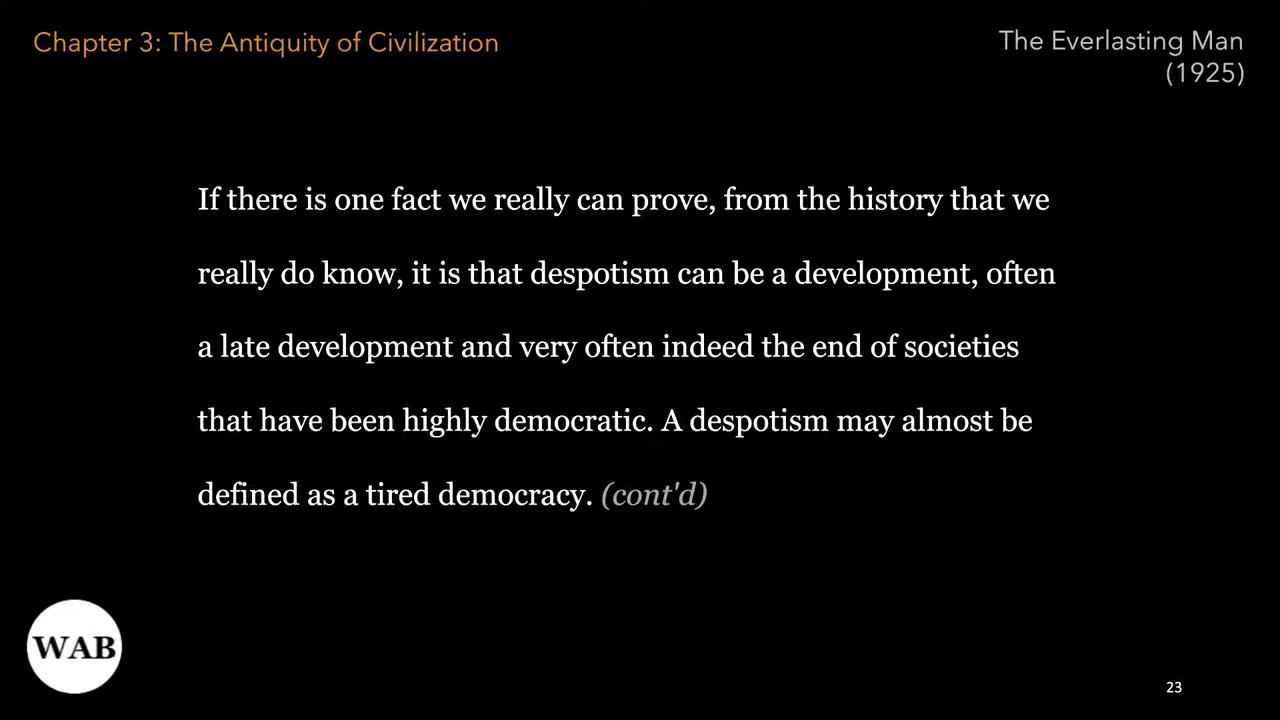 Chapter 3: The Antiquity of Civilization
The Everlasting Man
(1925)
If there is one fact we really can prove, from the history that we
really do know, it is that despotism can be a development, often
a late development and very often indeed the end of societies
that have been highly democratic. A despotism may almost be
defined as a tired democracy. (cont'd)
WAB
23